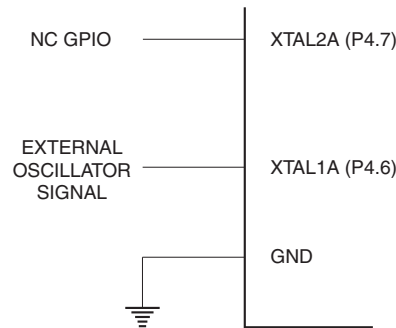 NC GPIO
XTAL2A (P4.7)
EXTERNAL
OSCILLATOR
SIGNAL
XTAL1A (P4.6)
GND